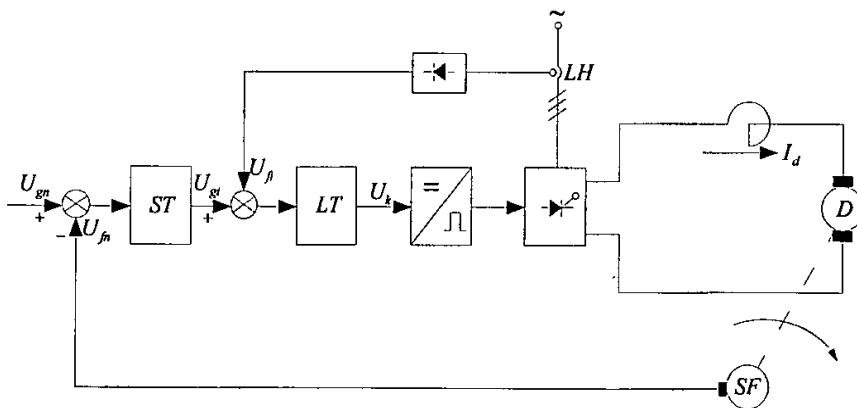 ~
LH
U_gn
+
U_fn
−
ST
U_gi
+
U_fi
LT
U_k
=
I_d
D
SF